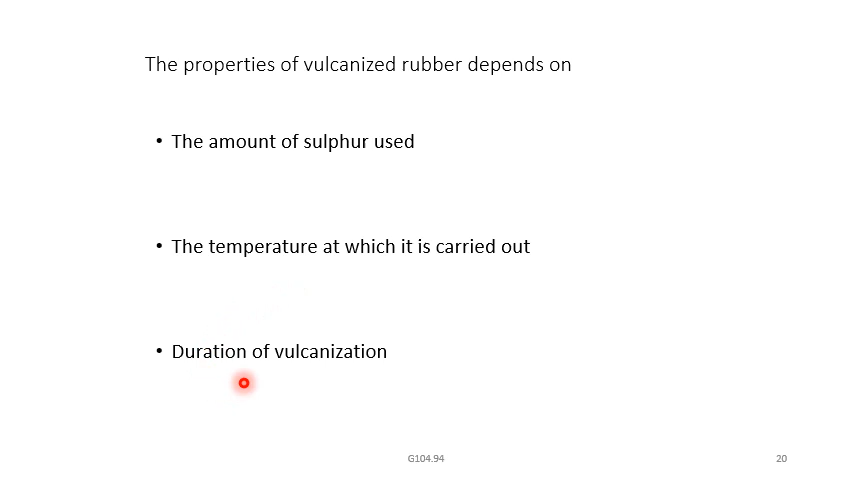 The properties of vulcanized rubber depends on
• The amount of sulphur used
• The temperature at which it is carried out
• Duration of vulcanization
G104.94
20